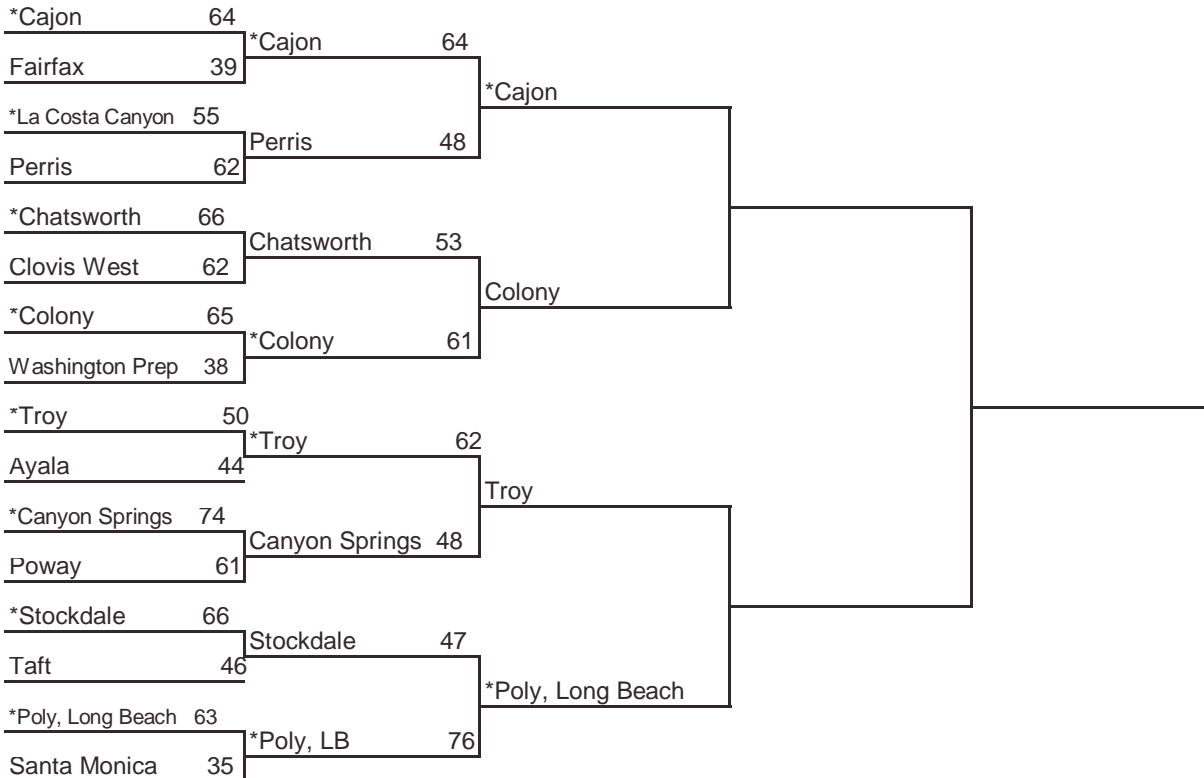 *Cajon 64
*Cajon 64
Fairfax 39
*Cajon
*La Costa Canyon 55
Perris 48
Perris 62
*Chatsworth 66
Chatsworth 53
Clovis West 62
Colony
*Colony 65
*Colony 61
Washington Prep 38
*Troy 50
*Troy 62
Ayala 44
Troy
*Canyon Springs 74
Canyon Springs 48
Poway 61
*Stockdale 66
Stockdale 47
Taft 46
*Poly, Long Beach
*Poly, Long Beach 63
*Poly, LB 76
Santa Monica 35